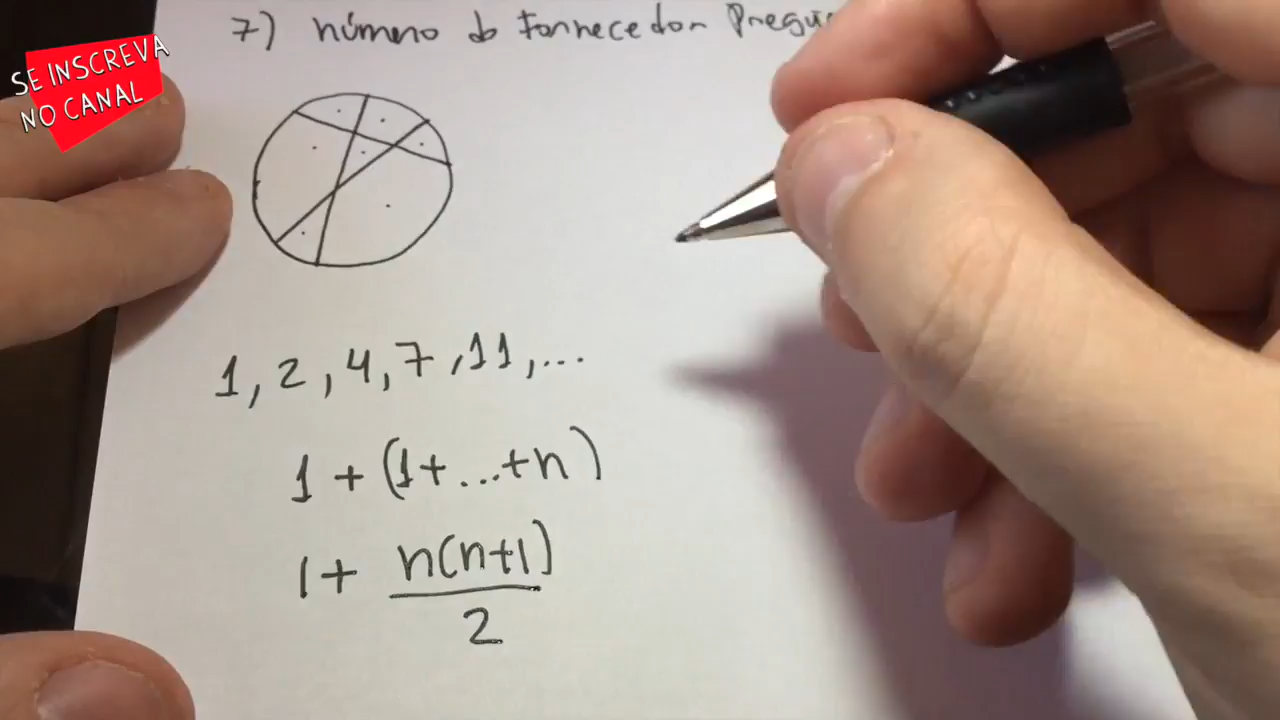 SE INSCREVA
NO CANAL
7) número do fornecedor
1, 2, 4, 7, 11, ...
1 + (1+ ... +n)
1 + n(n+1)/2